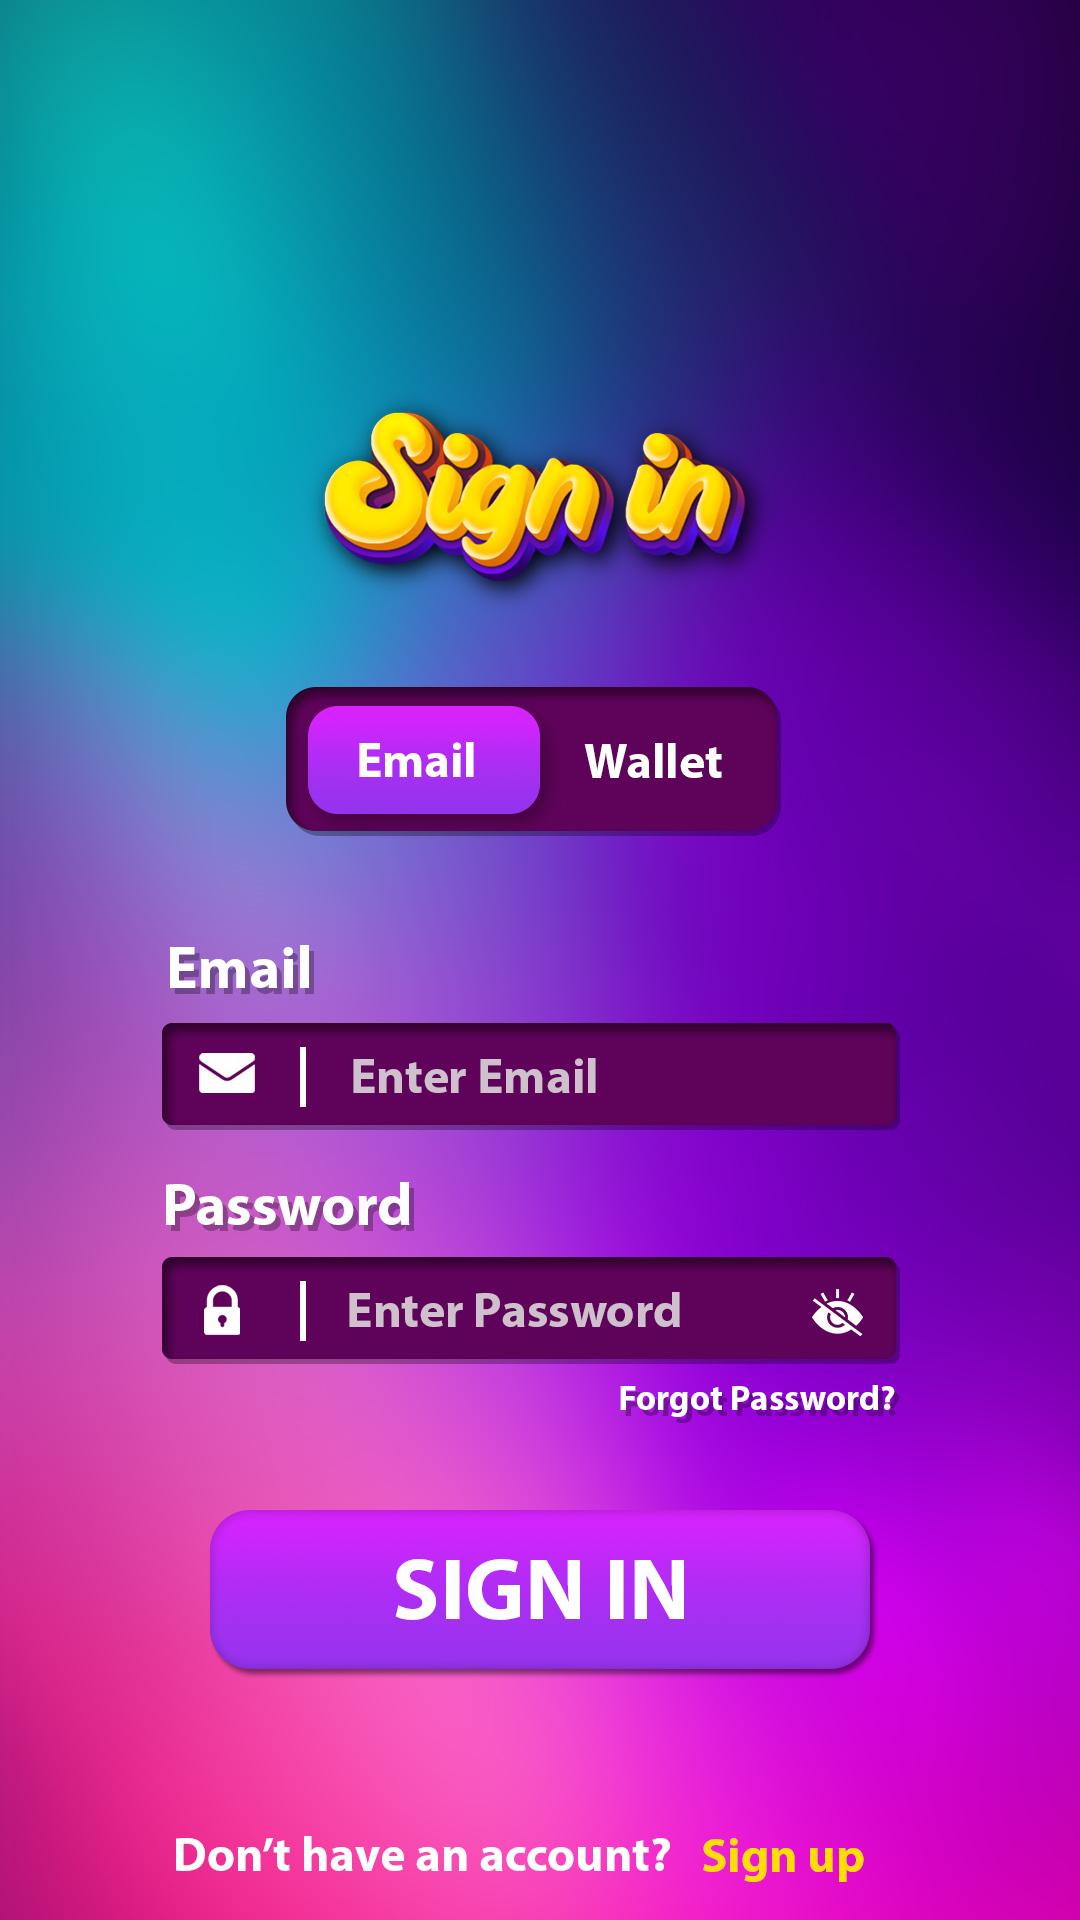 Sign in
Email Wallet
Email
Enter Email
Password
Enter Password
Forgot Password?
SIGN IN
Don’t have an account? Sign up